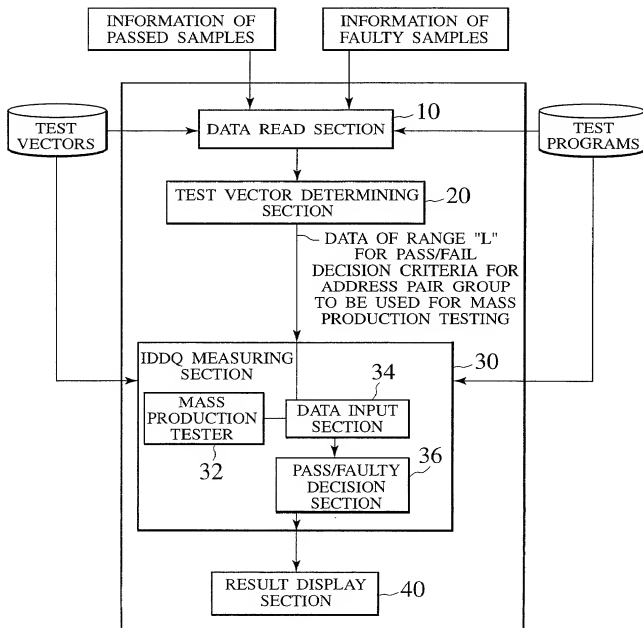 INFORMATION OF
PASSED SAMPLES
INFORMATION OF
FAULTY SAMPLES
TEST
VECTORS
10
DATA READ SECTION
TEST
PROGRAMS
TEST VECTOR DETERMINING
SECTION
20
DATA OF RANGE "L"
FOR PASS/FAIL
DECISION CRITERIA FOR
ADDRESS PAIR GROUP
TO BE USED FOR MASS
PRODUCTION TESTING
IDDQ MEASURING
SECTION
30
MASS
PRODUCTION
TESTER
32
34
DATA INPUT
SECTION
36
PASS/FAULTY
DECISION
SECTION
RESULT DISPLAY
SECTION
40